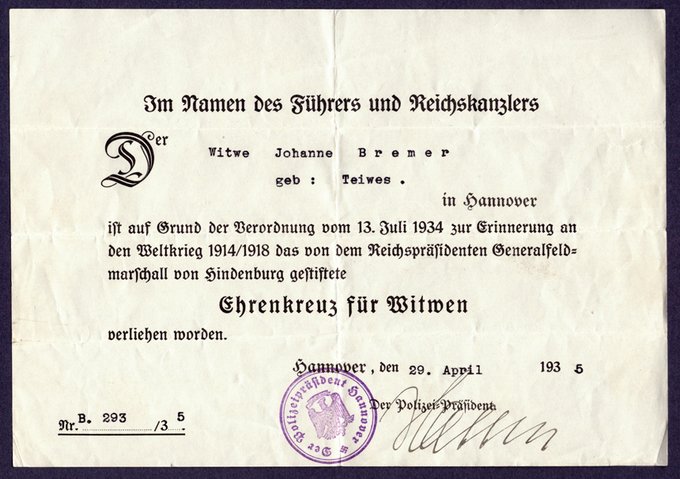 Im Namen des Führers und Reichskanzlers
Der
Witwe Johanne Bremer
geb : Teiwes .
in Hannover
ist auf Grund der Verordnung vom 13. Juli 1934 zur Erinnerung an
den Weltkrieg 1914/1918 das von dem Reichspräsidenten Generalfeld-
marschall von Hindenburg gestiftete
Ehrenkreuz für Witwen
verliehen worden.
Hannover, den 29. April 1935
Der Polizei-Präsident
Der Polizeipräsident Hannover
Nr. B. 293 /35